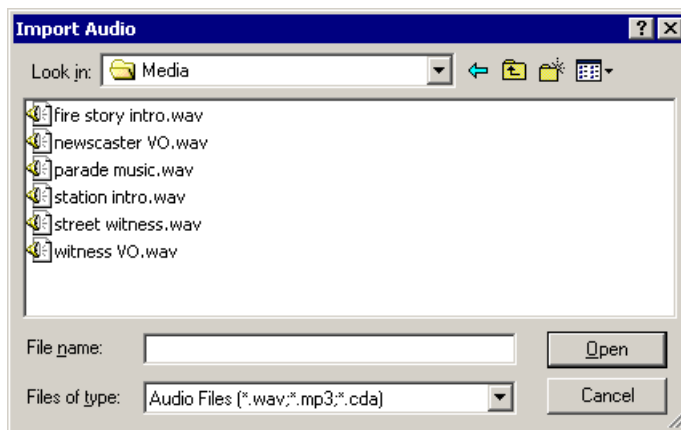 Import Audio
Look in: Media
fire story intro.wav
newscaster VO.wav
parade music.wav
station intro.wav
street witness.wav
witness VO.wav
File name:
Open
Files of type: Audio Files (*.wav;*.mp3;*.cda)
Cancel